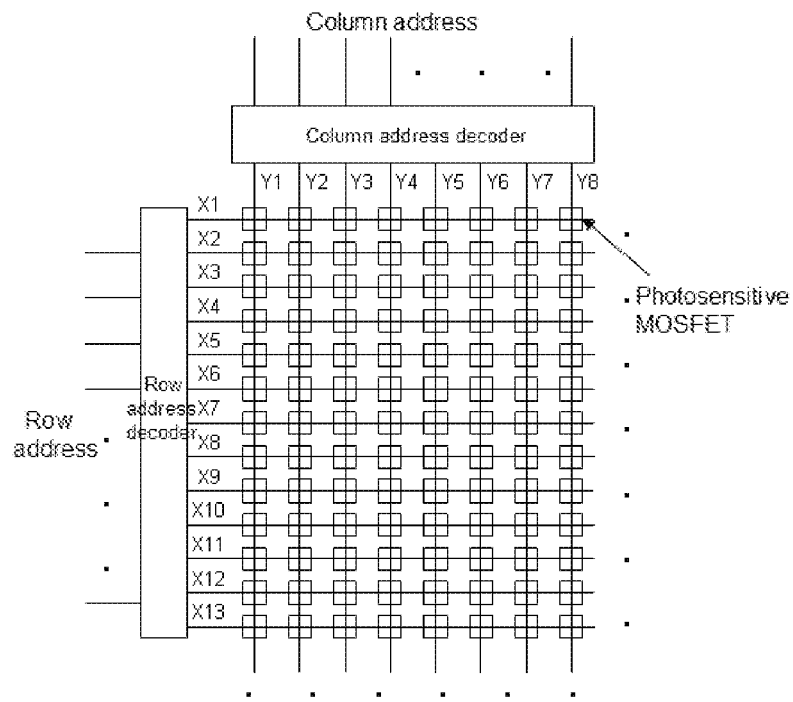 Column address
Column address decoder
Y1 Y2 Y3 Y4 Y5 Y6 Y7 Y8
X1
X2
X3
X4
X5
X6
X7
X8
X9
X10
X11
X12
X13
Row
address
decoder
Row
address
Photosensitive
MOSFET